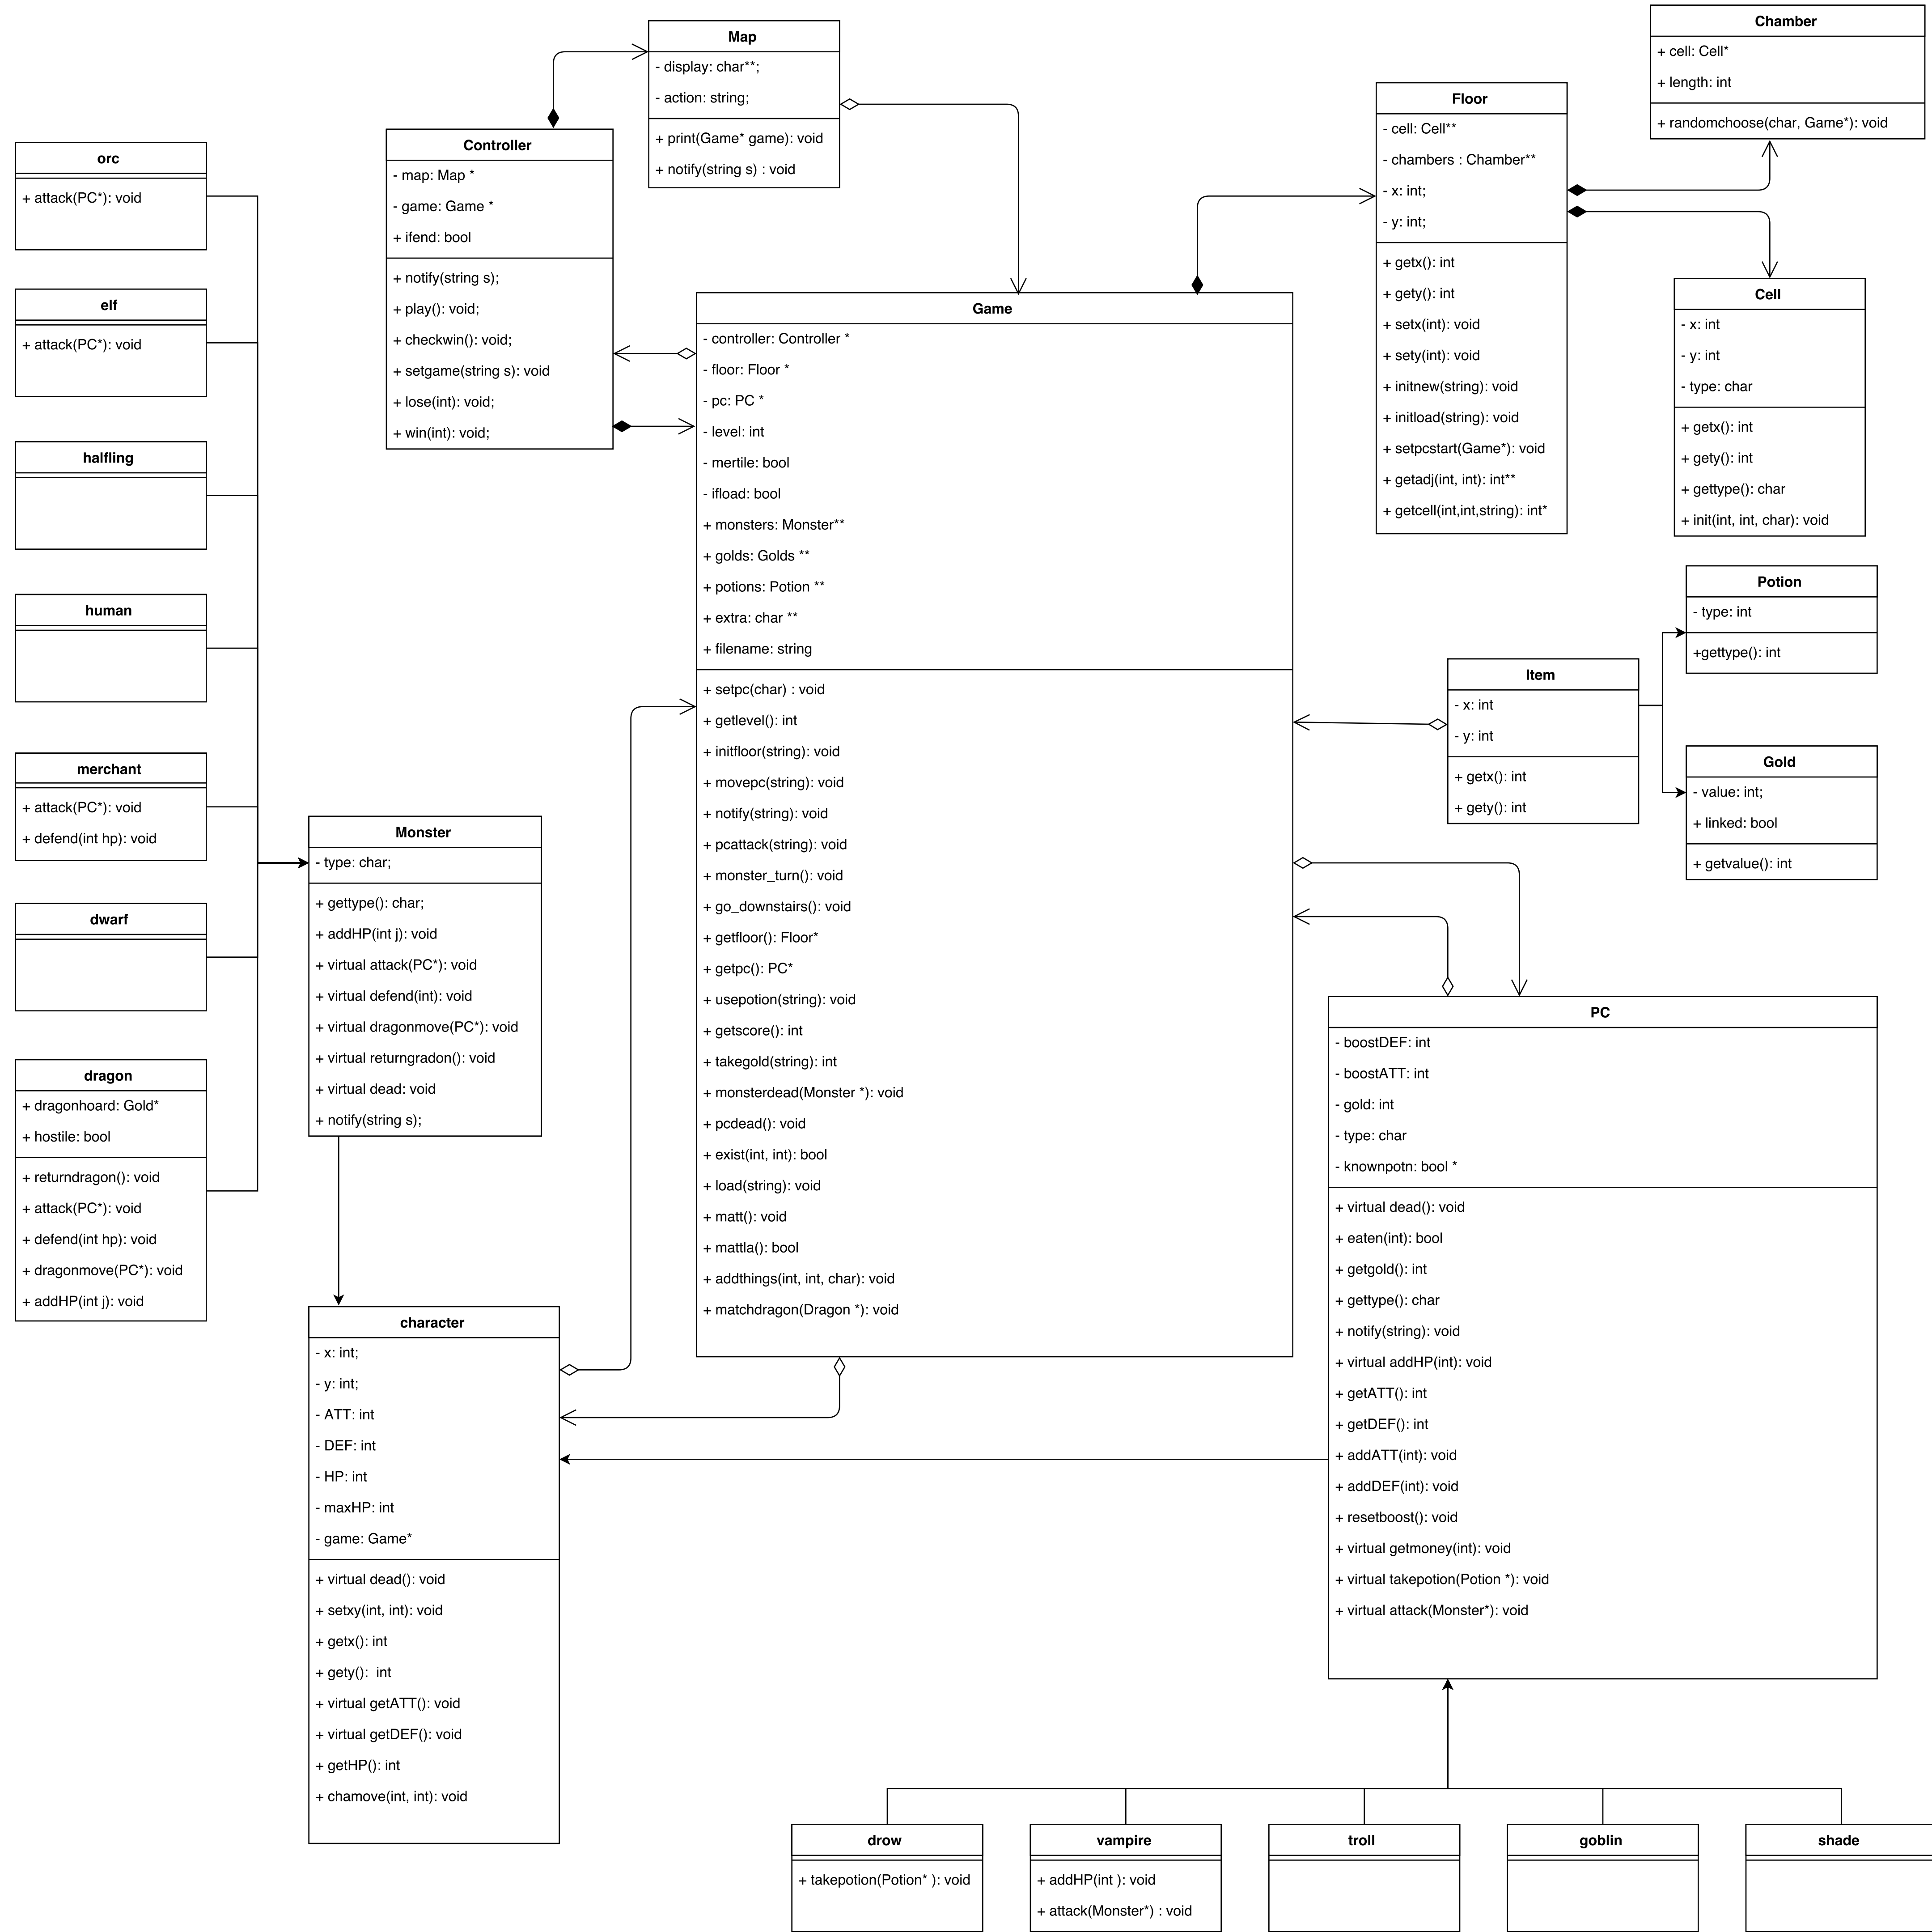 Map
- display: char**;
- action: string;
+ print(Game* game): void
+ notify(string s) : void
Chamber
+ cell: Cell*
+ length: int
+ randomchoose(char, Game*): void
Floor
- cell: Cell**
- chambers : Chamber**
- x: int;
- y: int;
+ getx(): int
+ gety(): int
+ setx(int): void
+ sety(int): void
+ initnew(string): void
+ initload(string): void
+ setpcstart(Game*): void
+ getadj(int, int): int**
+ getcell(int,int,string): int*
Controller
- map: Map *
- game: Game *
+ ifend: bool
+ notify(string s);
+ play(): void;
+ checkwin(): void;
+ setgame(string s): void
+ lose(int): void;
+ win(int): void;
orc
+ attack(PC*): void
elf
+ attack(PC*): void
halfling
human
merchant
+ attack(PC*): void
+ defend(int hp): void
dwarf
dragon
+ dragonhoard: Gold*
+ hostile: bool
+ returndragon(): void
+ attack(PC*): void
+ defend(int hp): void
+ dragonmove(PC*): void
+ addHP(int j): void
Cell
- x: int
- y: int
- type: char
+ getx(): int
+ gety(): int
+ gettype(): char
+ init(int, int, char): void
Game
- controller: Controller *
- floor: Floor *
- pc: PC *
- level: int
- mertile: bool
- ifload: bool
+ monsters: Monster**
+ golds: Golds **
+ potions: Potion **
+ extra: char **
+ filename: string
+ setpc(char) : void
+ getlevel(): int
+ initfloor(string): void
+ movepc(string): void
+ notify(string): void
+ pcattack(string): void
+ monster_turn(): void
+ go_downstairs(): void
+ getfloor(): Floor*
+ getpc(): PC*
+ usepotion(string): void
+ getscore(): int
+ takegold(string): int
+ monsterdead(Monster *): void
+ pcdead(): void
+ exist(int, int): bool
+ load(string): void
+ matt(): void
+ mattla(): bool
+ addthings(int, int, char): void
+ matchdragon(Dragon *): void
Potion
- type: int
+gettype(): int
Item
- x: int
- y: int
+ getx(): int
+ gety(): int
Gold
- value: int;
+ linked: bool
+ getvalue(): int
Monster
- type: char;
+ gettype(): char;
+ addHP(int j): void
+ virtual attack(PC*): void
+ virtual defend(int): void
+ virtual dragonmove(PC*): void
+ virtual returngradon(): void
+ virtual dead: void
+ notify(string s);
PC
- boostDEF: int
- boostATT: int
- gold: int
- type: char
- knownpotn: bool *
+ virtual dead(): void
+ eaten(int): bool
+ getgold(): int
+ gettype(): char
+ notify(string): void
+ virtual addHP(int): void
+ getATT(): int
+ getDEF(): int
+ addATT(int): void
+ addDEF(int): void
+ resetboost(): void
+ virtual getmoney(int): void
+ virtual takepotion(Potion *): void
+ virtual attack(Monster*): void
character
- x: int;
- y: int;
- ATT: int
- DEF: int
- HP: int
- maxHP: int
- game: Game*
+ virtual dead(): void
+ setxy(int, int): void
+ getx(): int
+ gety():  int
+ virtual getATT(): void
+ virtual getDEF(): void
+ getHP(): int
+ chamove(int, int): void
drow
+ takepotion(Potion* ): void
vampire
+ addHP(int ): void
+ attack(Monster*) : void
troll
goblin
shade